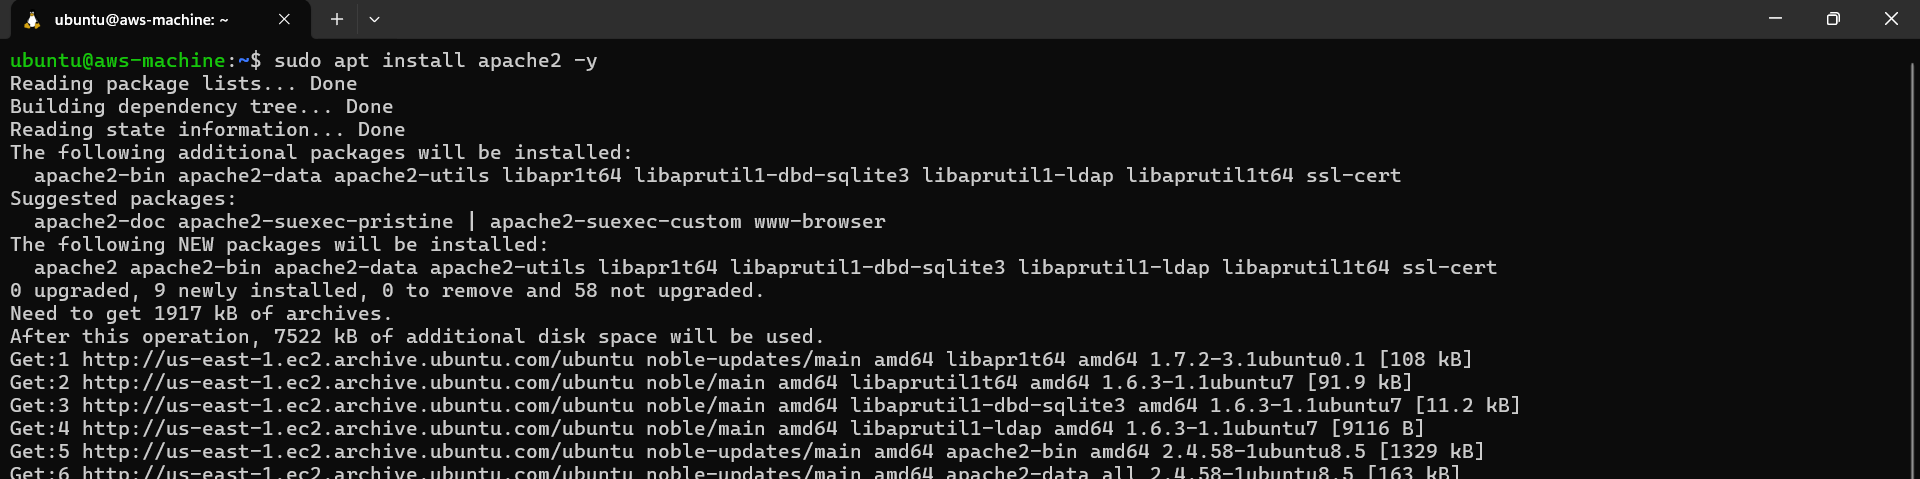 ubuntu@aws-machine: ~
ubuntu@aws-machine:~$ sudo apt install apache2 -y
Reading package lists... Done
Building dependency tree... Done
Reading state information... Done
The following additional packages will be installed:
  apache2-bin apache2-data apache2-utils libapr1t64 libaprutil1-dbd-sqlite3 libaprutil1-ldap libaprutil1t64 ssl-cert
Suggested packages:
  apache2-doc apache2-suexec-pristine | apache2-suexec-custom www-browser
The following NEW packages will be installed:
  apache2 apache2-bin apache2-data apache2-utils libapr1t64 libaprutil1-dbd-sqlite3 libaprutil1-ldap libaprutil1t64 ssl-cert
0 upgraded, 9 newly installed, 0 to remove and 58 not upgraded.
Need to get 1917 kB of archives.
After this operation, 7522 kB of additional disk space will be used.
Get:1 http://us-east-1.ec2.archive.ubuntu.com/ubuntu noble-updates/main amd64 libapr1t64 amd64 1.7.2-3.1ubuntu0.1 [108 kB]
Get:2 http://us-east-1.ec2.archive.ubuntu.com/ubuntu noble/main amd64 libaprutil1t64 amd64 1.6.3-1.1ubuntu7 [91.9 kB]
Get:3 http://us-east-1.ec2.archive.ubuntu.com/ubuntu noble/main amd64 libaprutil1-dbd-sqlite3 amd64 1.6.3-1.1ubuntu7 [11.2 kB]
Get:4 http://us-east-1.ec2.archive.ubuntu.com/ubuntu noble/main amd64 libaprutil1-ldap amd64 1.6.3-1.1ubuntu7 [9116 B]
Get:5 http://us-east-1.ec2.archive.ubuntu.com/ubuntu noble-updates/main amd64 apache2-bin amd64 2.4.58-1ubuntu8.5 [1329 kB]
Get:6 http://us-east-1.ec2.archive.ubuntu.com/ubuntu noble-updates/main amd64 apache2-data all 2.4.58-1ubuntu8.5 [163 kB]